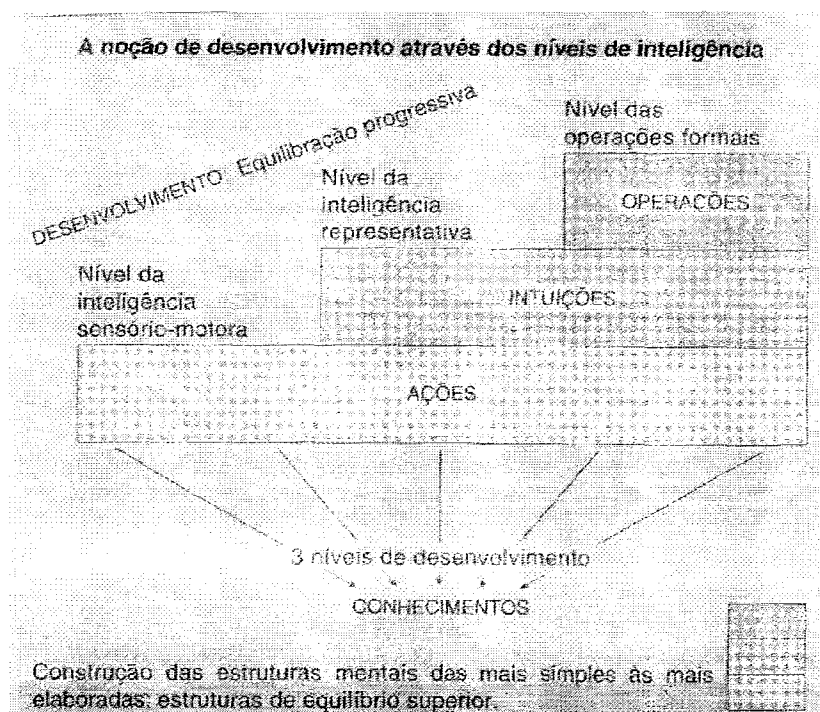 A noção de desenvolvimento através dos níveis de inteligência
DESENVOLVIMENTO: Equilibração progressiva
Nível das
operações formais
OPERAÇÕES
Nível da
inteligência
representativa
INTUIÇÕES
Nível da
inteligência
sensório-motora
AÇÕES
3 níveis de desenvolvimento
CONHECIMENTOS
Construção das estruturas mentais das mais simples às mais
elaboradas: estruturas de equilíbrio superior.